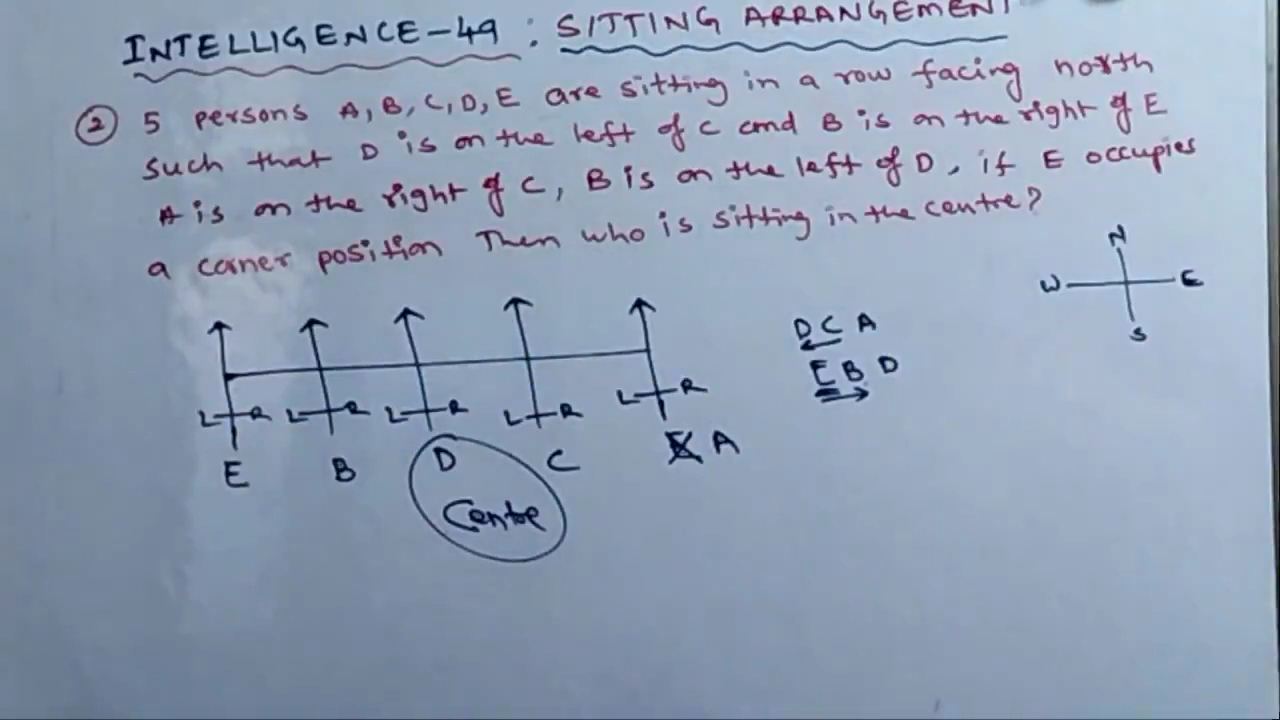 INTELLIGENCE-49 : SITTING ARRANGEMENT
② 5 persons A, B, C, D, E are sitting in a row facing north
such that D is on the left of C and B is on the right of E
A is on the right of C, B is on the left of D, if E occupies
a corner position Then who is sitting in the centre?
N
W E
S
D C A
E B D
L R L R L R L R L R
E B D C E A
Centre